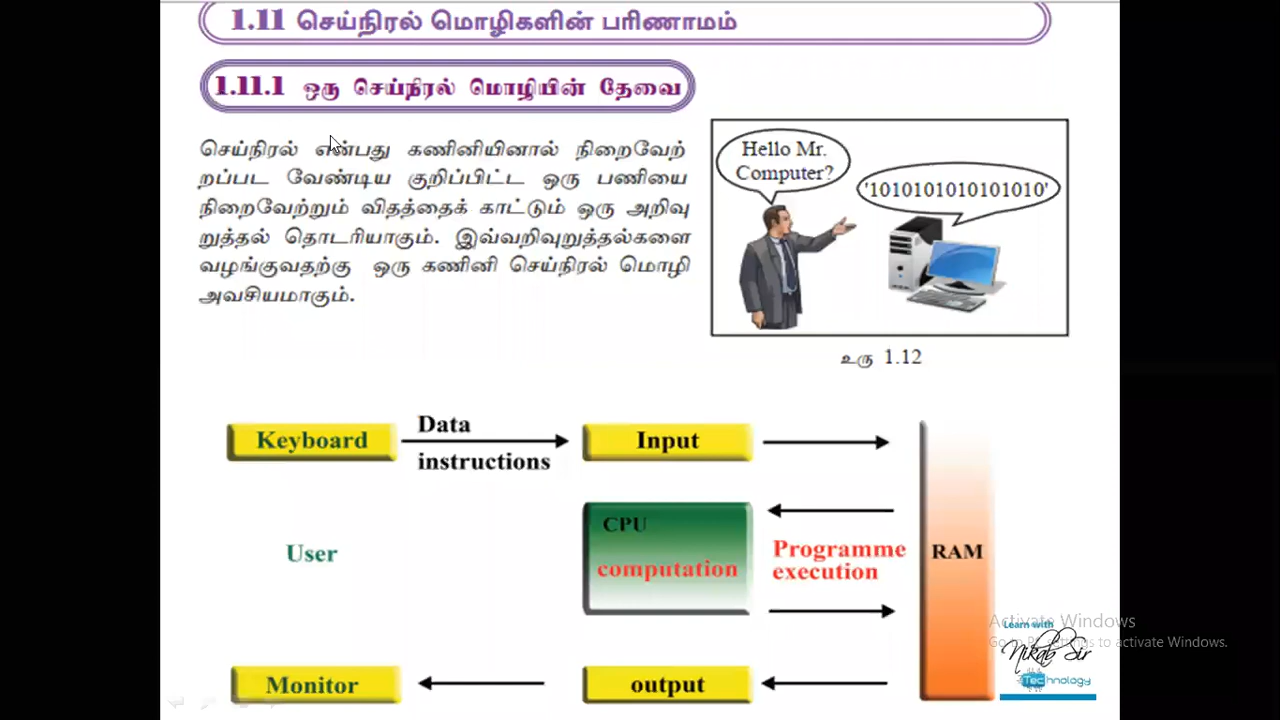 1.11 செய்நிரல் மொழிகளின் பரிணாமம்
1.11.1 ஒரு செய்நிரல் மொழியின் தேவை
செய்நிரல் என்பது கணினியினால் நிறைவேற்
றப்பட வேண்டிய குறிப்பிட்ட ஒரு பணியை
நிறைவேற்றும் விதத்தைக் காட்டும் ஒரு அறிவு
றுத்தல் தொடரியாகும். இவ்வறிவுறுத்தல்களை
வழங்குவதற்கு ஒரு கணினி செய்நிரல் மொழி
அவசியமாகும்.
Hello Mr.
Computer?
'1010101010101010'
உரு 1.12
Keyboard
Data
instructions
Input
CPU
computation
Programme
execution
RAM
User
Monitor
output
Activate Windows
Go to PC settings to activate Windows.
Learn with
Nikab Sir
Technology